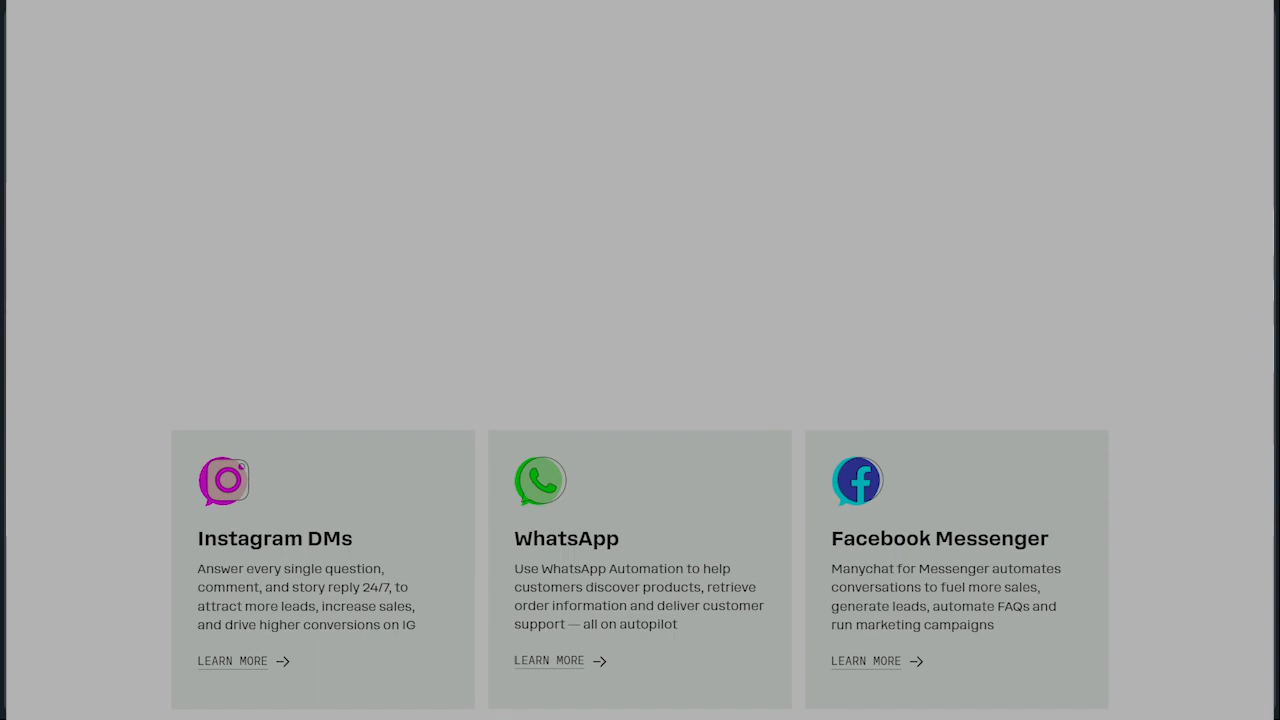 Instagram DMs
Answer every single question,
comment, and story reply 24/7, to
attract more leads, increase sales,
and drive higher conversions on IG
LEARN MORE →
WhatsApp
Use WhatsApp Automation to help
customers discover products, retrieve
order information and deliver customer
support — all on autopilot
LEARN MORE →
Facebook Messenger
Manychat for Messenger automates
conversations to fuel more sales,
generate leads, automate FAQs and
run marketing campaigns
LEARN MORE →